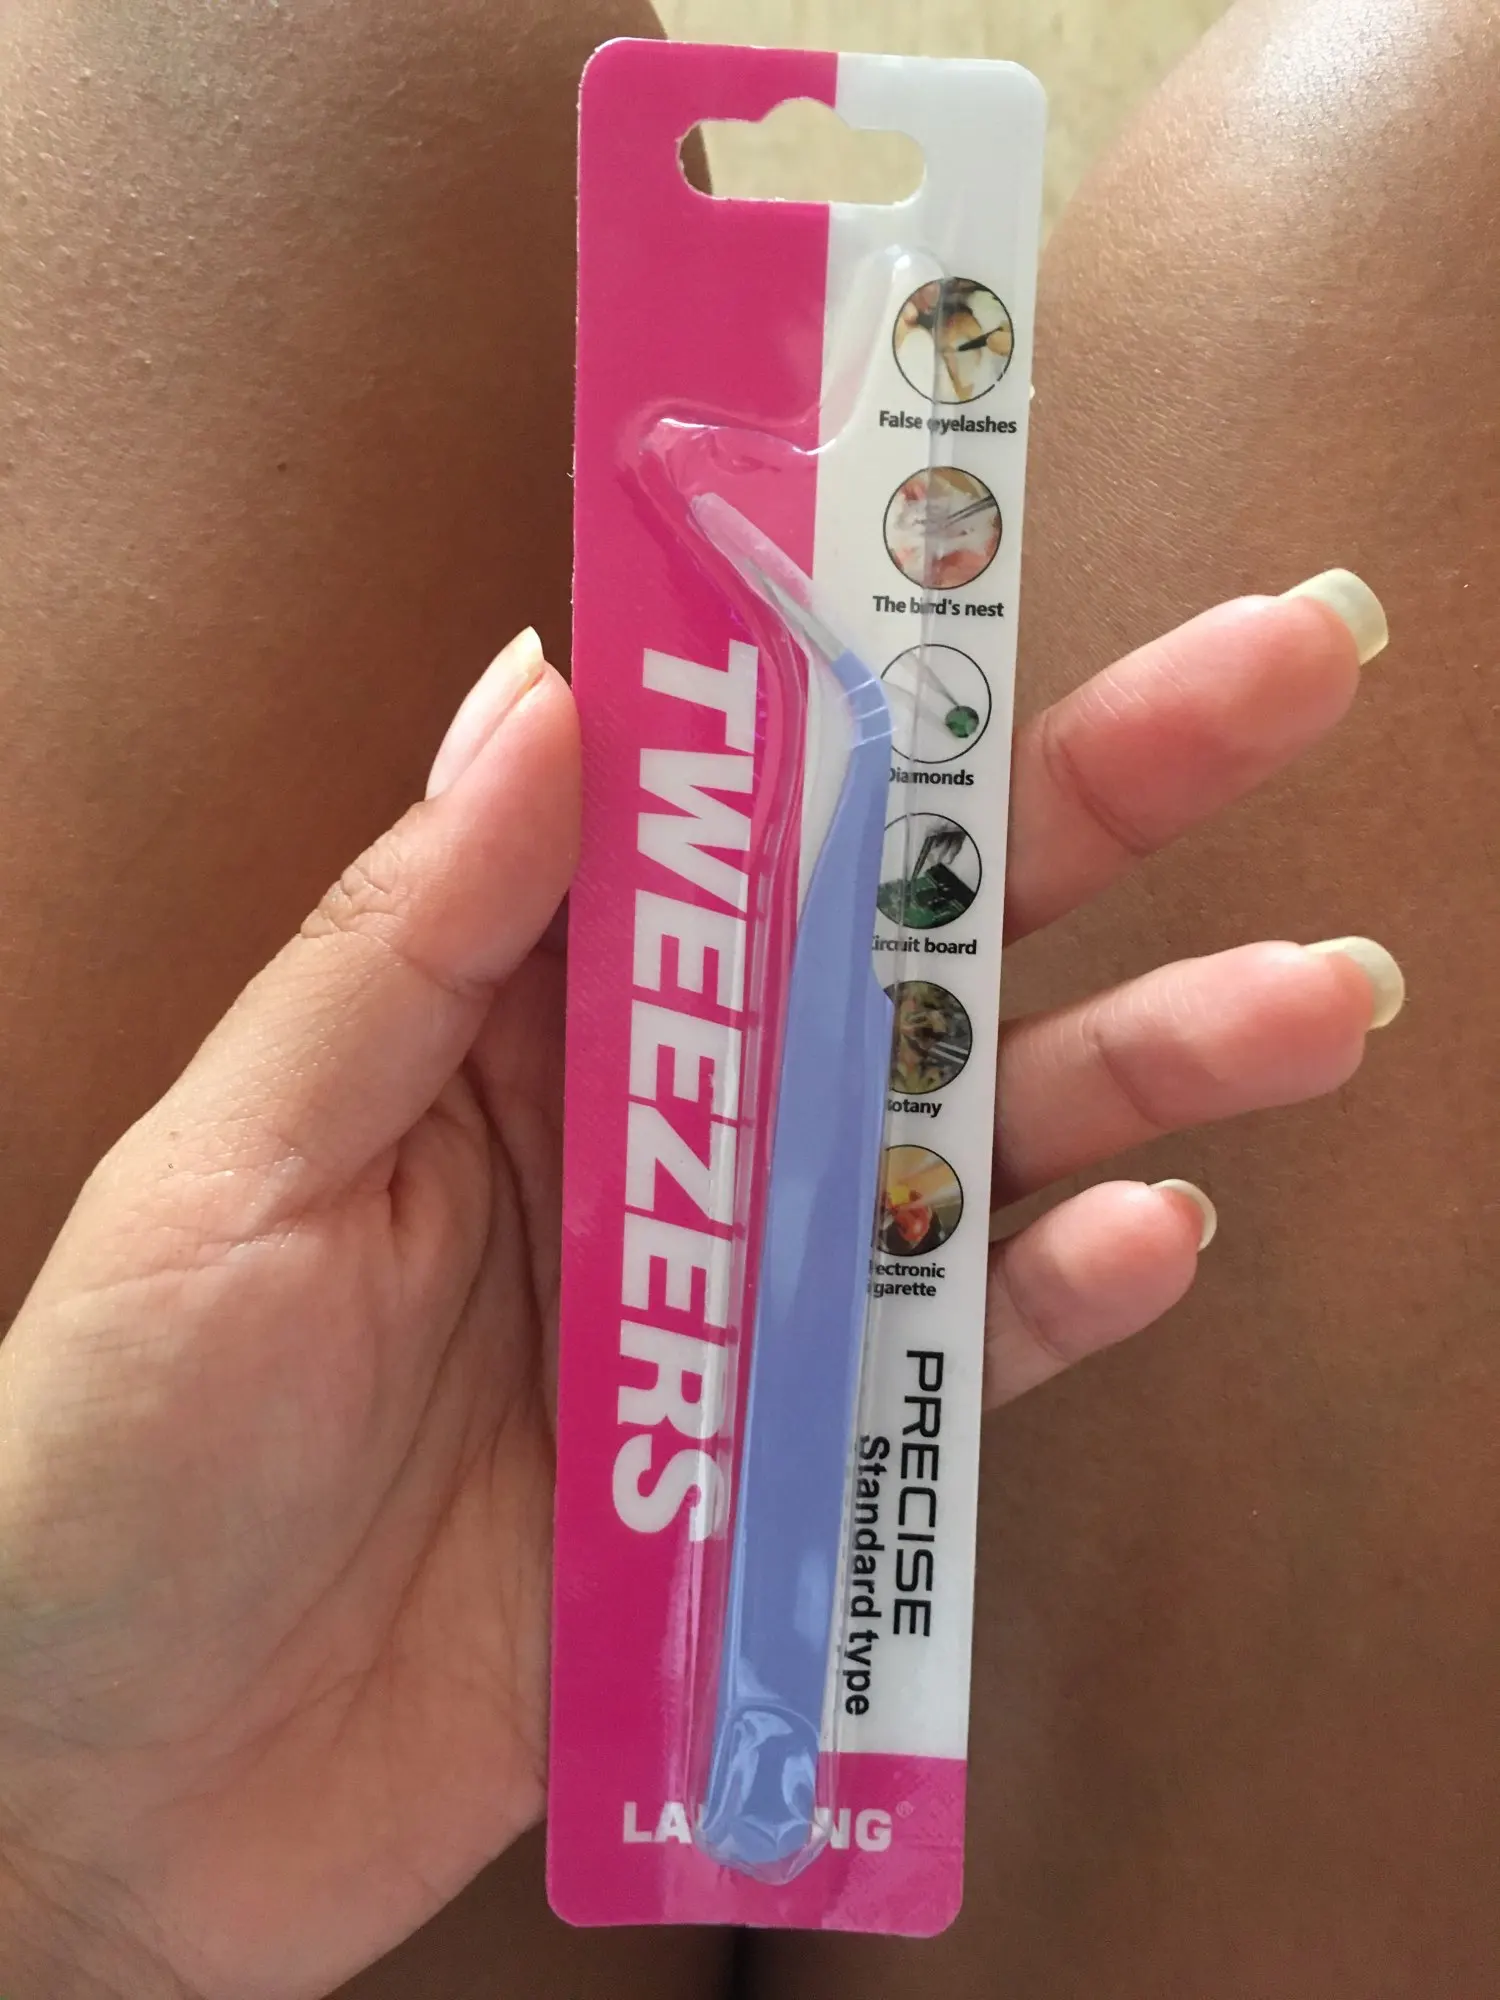 False eyelashes
The bird's nest
Diamonds
Circuit board
Botany
Electronic
cigarette
TWEEZERS
PRECISE
Standard type